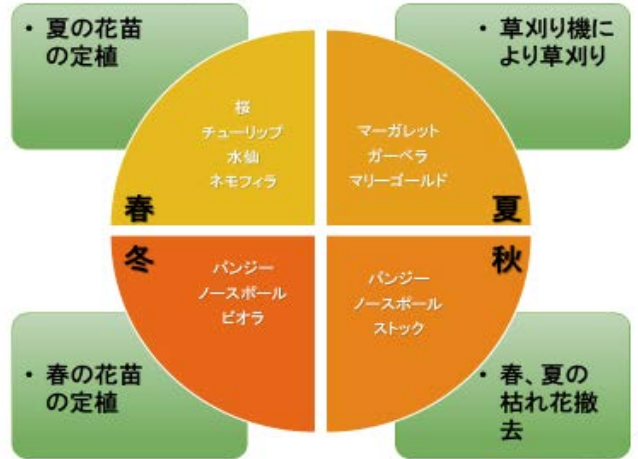 ・ 夏の花苗
の定植
・ 草刈り機に
より草刈り
桜
チューリップ
水仙
ネモフィラ
春
マーガレット
ガーベラ
マリーゴールド
夏
冬
パンジー
ノースポール
ビオラ
秋
パンジー
ノースポール
ストック
・ 春の花苗
の定植
・ 春、夏の
枯れ花撤
去